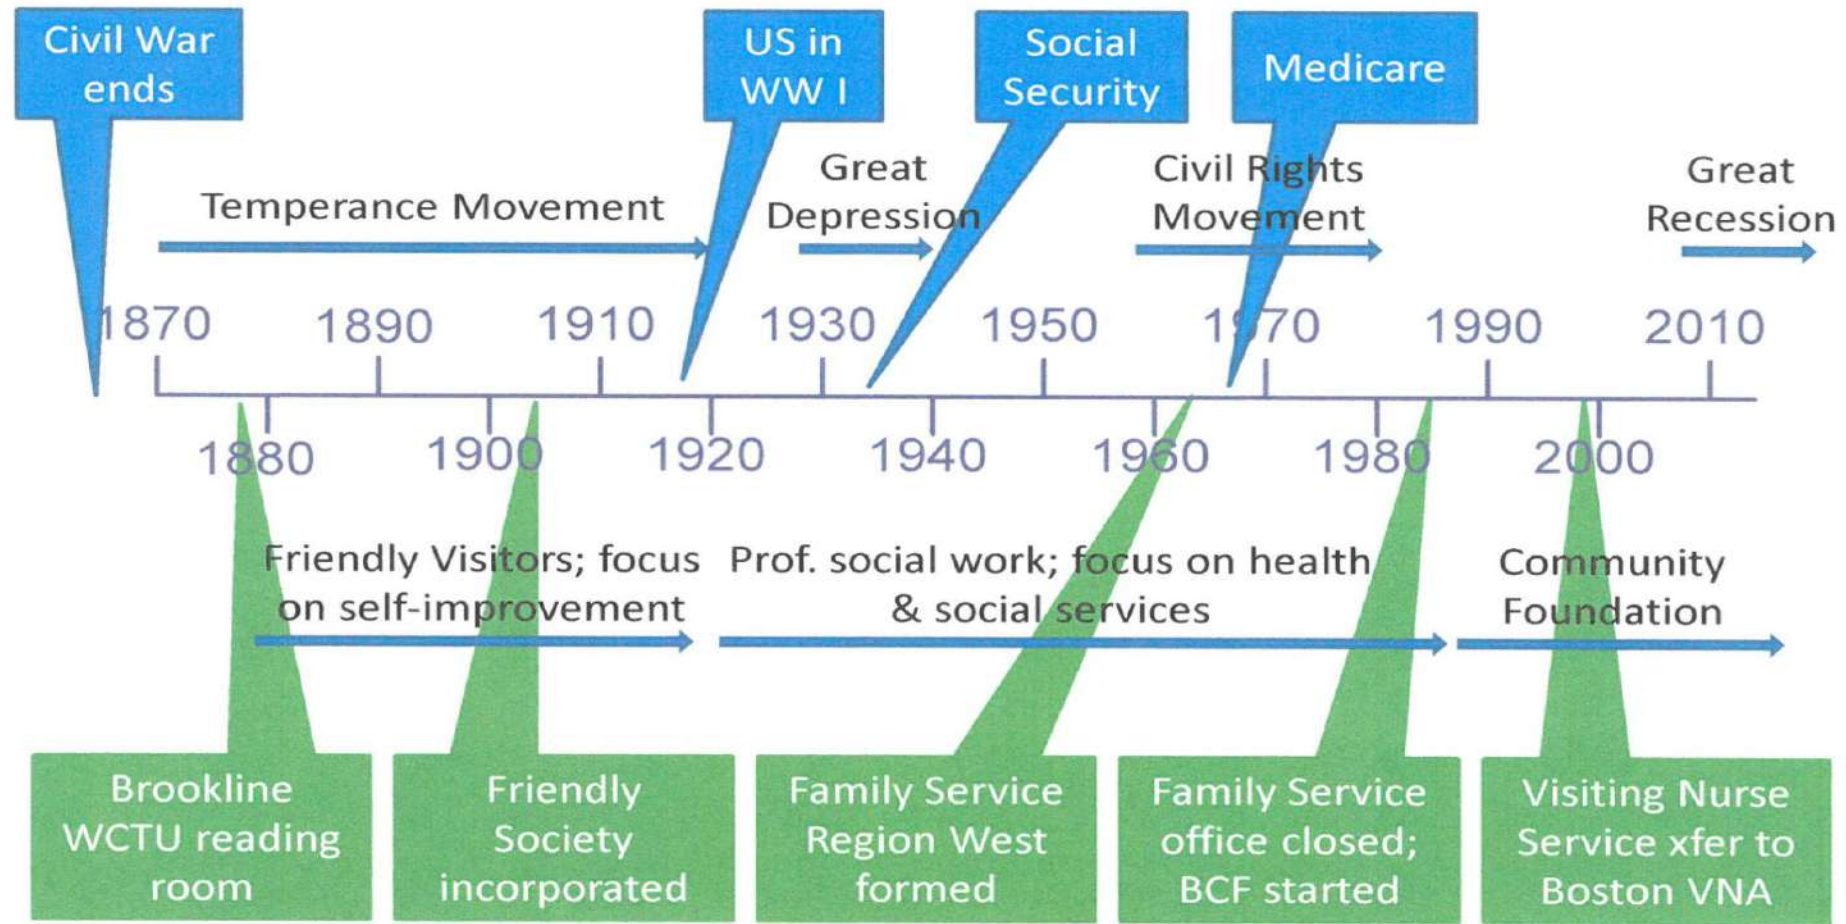 Civil War
ends
US in
WW I
Social
Security
Medicare
Temperance Movement
Great
Depression
Civil Rights
Movement
Great
Recession
1870 1890 1910 1930 1950 1970 1990 2010
1880 1900 1920 1940 1960 1980 2000
Friendly Visitors; focus
on self-improvement
Prof. social work; focus on health
& social services
Community
Foundation
Brookline
WCTU reading
room
Friendly
Society
incorporated
Family Service
Region West
formed
Family Service
office closed;
BCF started
Visiting Nurse
Service xfer to
Boston VNA